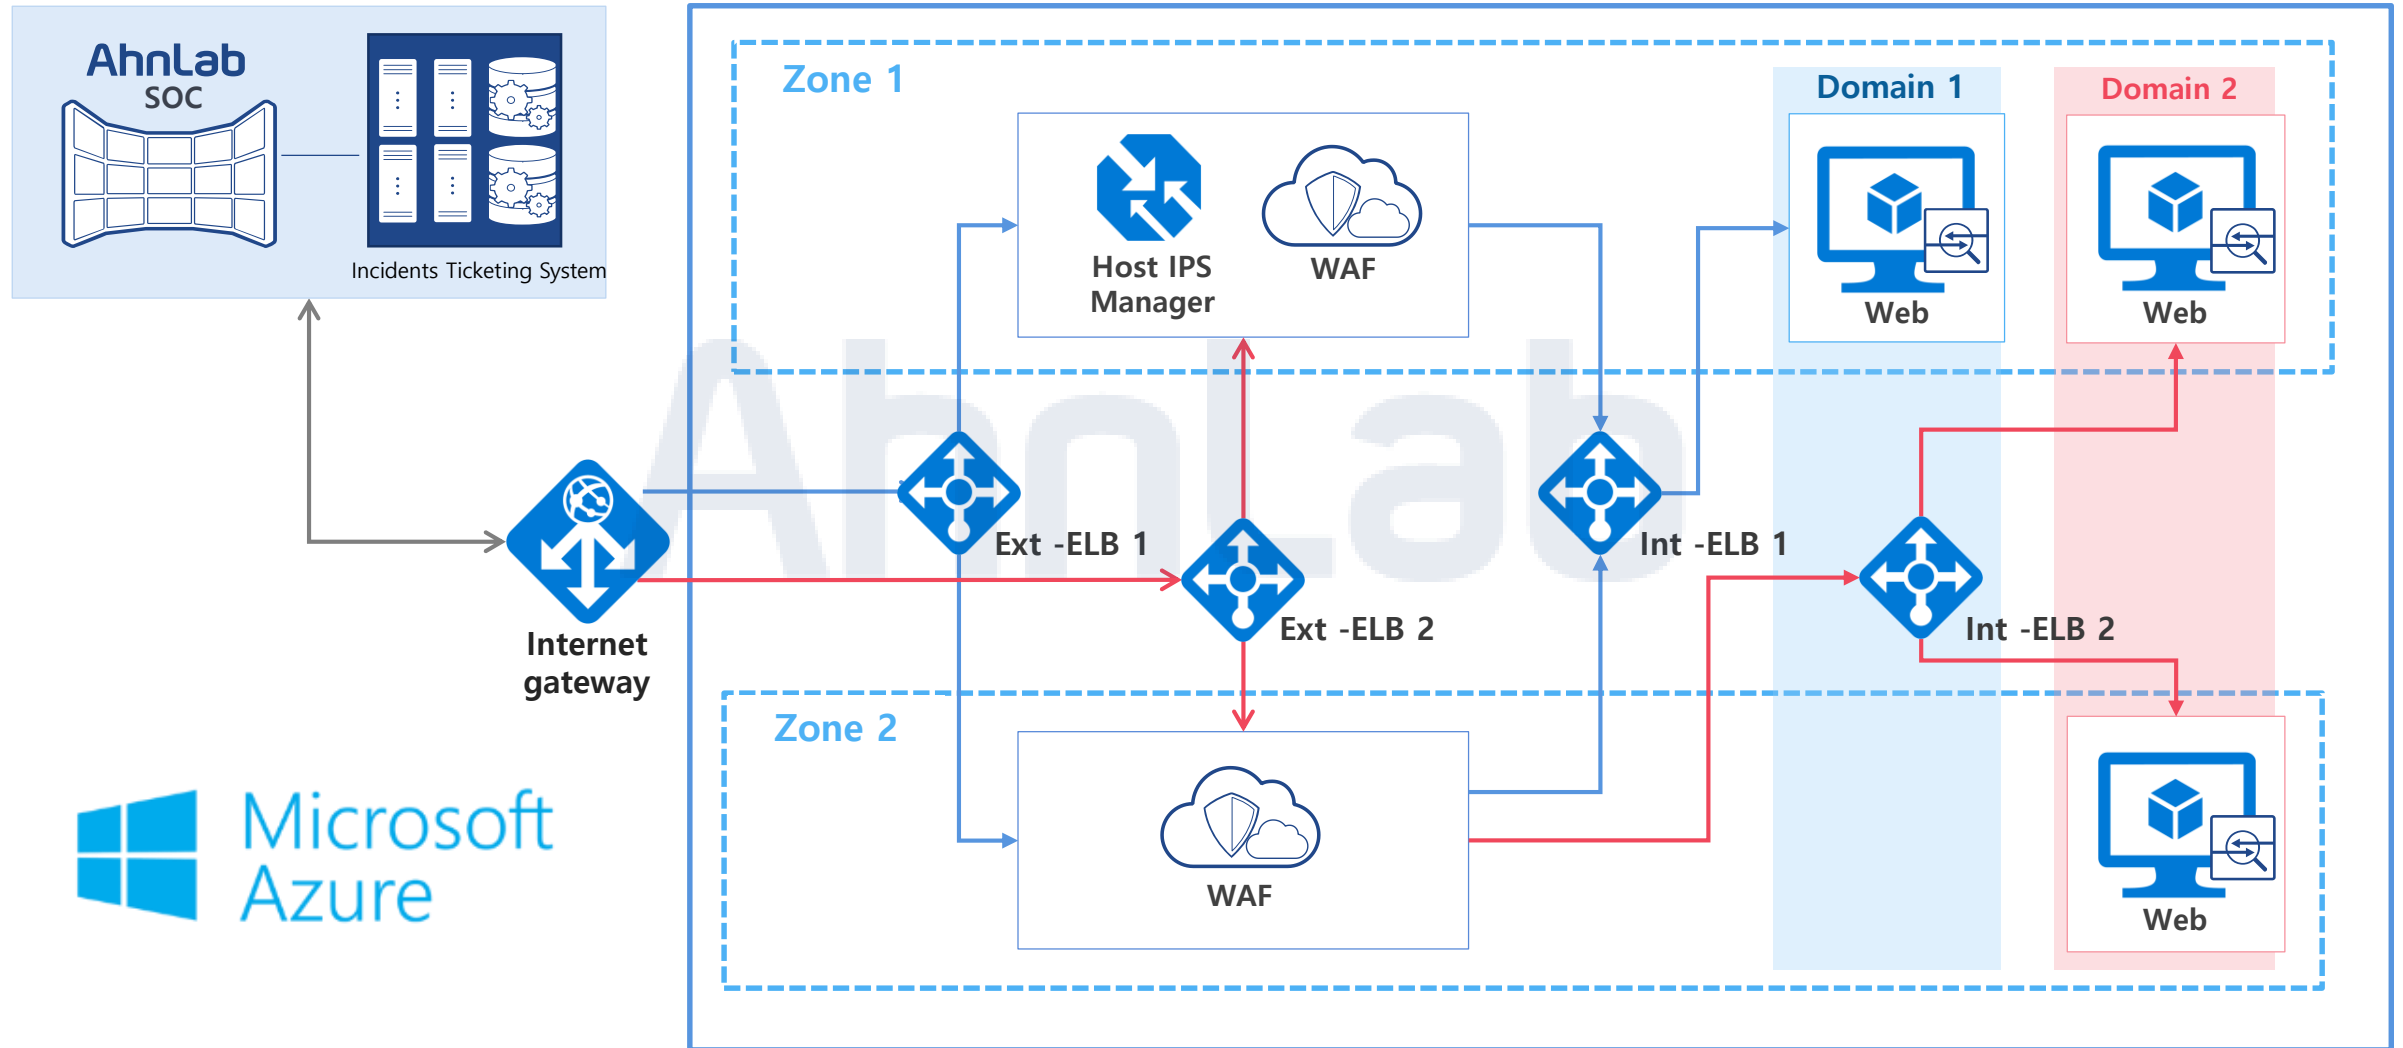 AhnLab
SOC
Incidents Ticketing System
Zone 1
Domain 1
Domain 2
Host IPS
Manager
WAF
Web
Web
AhnLab
Ext -ELB 1
Int -ELB 1
Ext -ELB 2
Int -ELB 2
Internet
gateway
Zone 2
WAF
Web
Microsoft
Azure